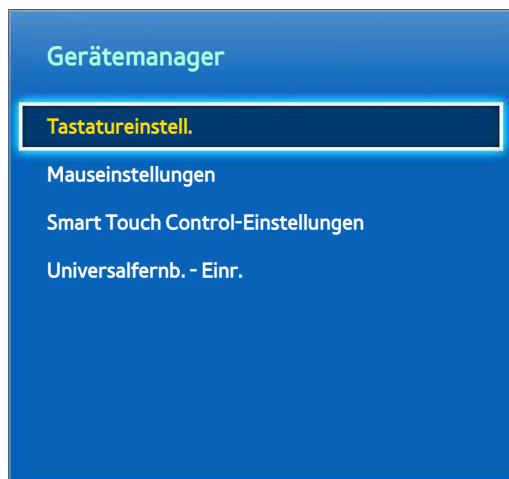 Gerätemanager
Tastatureinstell.
Mauseinstellungen
Smart Touch Control-Einstellungen
Universalfernb. - Einr.